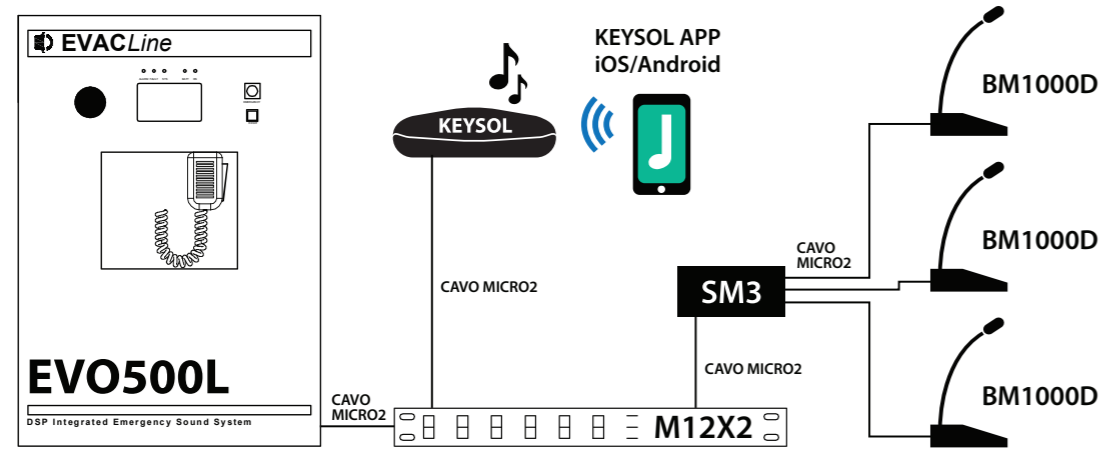 EVACLine
EVO500L
DSP Integrated Emergency Sound System
KEYSOL
KEYSOL APP
iOS/Android
CAVO MICRO2
CAVO
MICRO2
M12X2
SM3
CAVO MICRO2
CAVO
MICRO2
BM1000D
BM1000D
BM1000D